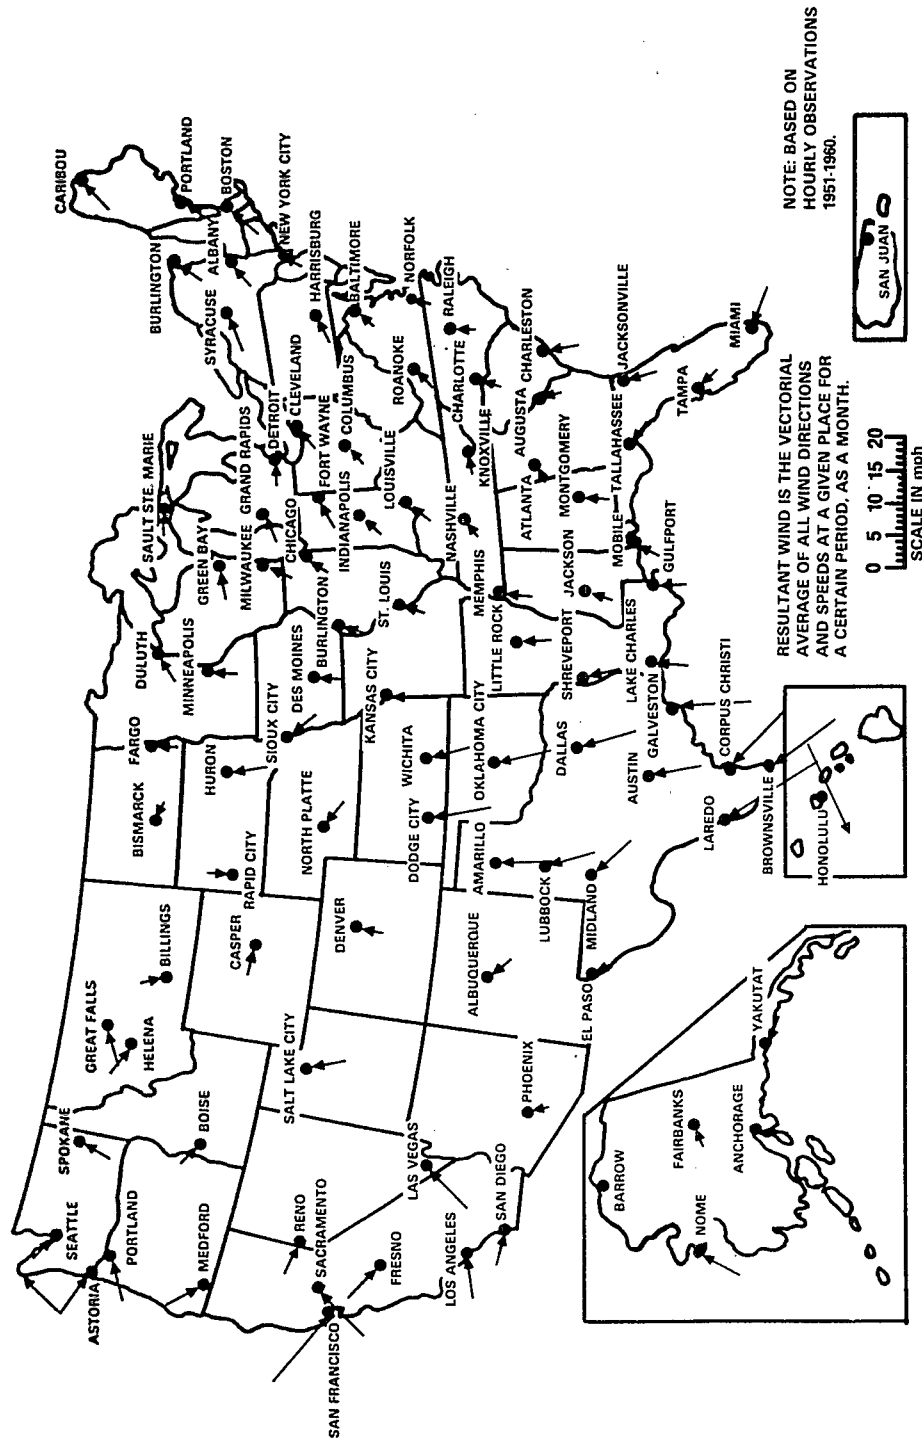 CARIBOU
PORTLAND
BOSTON
BURLINGTON
ALBANY
NEW YORK CITY
SYRACUSE
HARRISBURG
BALTIMORE
NORFOLK
RALEIGH
SAULT STE. MARIE
GRAND RAPIDS
DETROIT
CLEVELAND
FORT WAYNE
COLUMBUS
ROANOKE
CHARLOTTE
CHARLESTON
GREEN BAY
MILWAUKEE
CHICAGO
INDIANAPOLIS
LOUISVILLE
KNOXVILLE
AUGUSTA
JACKSONVILLE
DULUTH
MINNEAPOLIS
DES MOINES
BURLINGTON
ST. LOUIS
NASHVILLE
MEMPHIS
ATLANTA
MONTGOMERY
TALLAHASSEE
TAMPA
MIAMI
FARGO
HURON
SIOUX CITY
KANSAS CITY
LITTLE ROCK
JACKSON
MOBILE
GULFPORT
BISMARCK
RAPID CITY
NORTH PLATTE
WICHITA
DODGE CITY
OKLAHOMA CITY
SHREVEPORT
LAKE CHARLES
DALLAS
AUSTIN
GALVESTON
CORPUS CHRISTI
GREAT FALLS
HELENA
BILLINGS
CASPER
DENVER
AMARILLO
LUBBOCK
MIDLAND
LAREDO
BROWNSVILLE
ALBUQUERQUE
EL PASO
SPOKANE
BOISE
SALT LAKE CITY
PHOENIX
SEATTLE
ASTORIA
PORTLAND
MEDFORD
RENO
SACRAMENTO
SAN FRANCISCO
FRESNO
LAS VEGAS
LOS ANGELES
SAN DIEGO
BARROW
FAIRBANKS
NOME
ANCHORAGE
YAKUTAT
HONOLULU
SAN JUAN
NOTE: BASED ON
HOURLY OBSERVATIONS
1951-1960.
RESULTANT WIND IS THE VECTORIAL
AVERAGE OF ALL WIND DIRECTIONS
AND SPEEDS AT A GIVEN PLACE FOR
A CERTAIN PERIOD, AS A MONTH.
0 5 10 15 20
SCALE IN mph